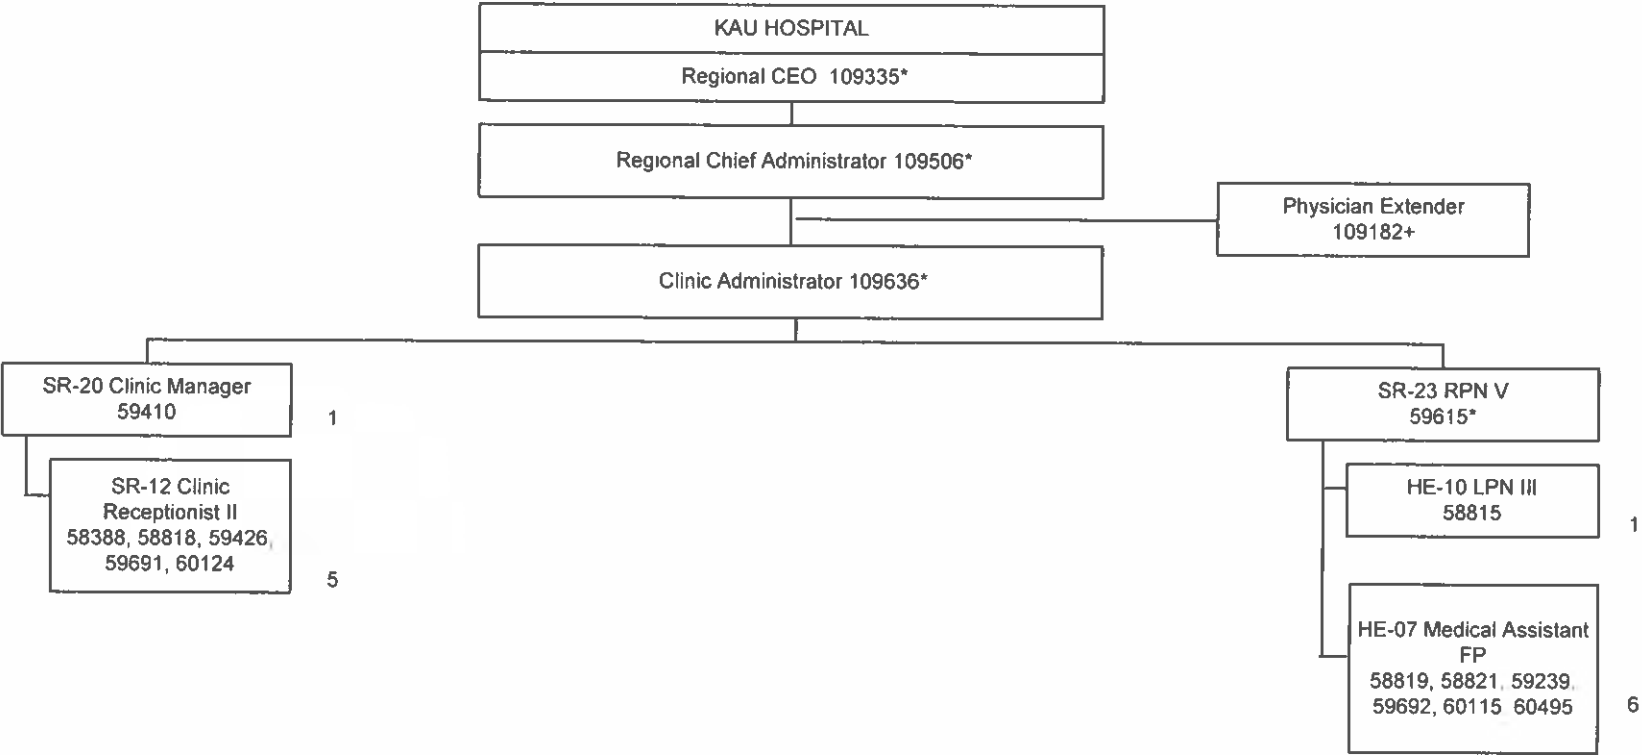 KAU HOSPITAL
Regional CEO 109335*
Regional Chief Administrator 109506*
Physician Extender
109182+
Clinic Administrator 109636*
SR-20 Clinic Manager
59410
1
SR-12 Clinic
Receptionist II
58388, 58818, 59426,
59691, 60124
5
SR-23 RPN V
59615*
HE-10 LPN III
58815
1
HE-07 Medical Assistant
FP
58819, 58821, 59239,
59692, 60115 60495
6